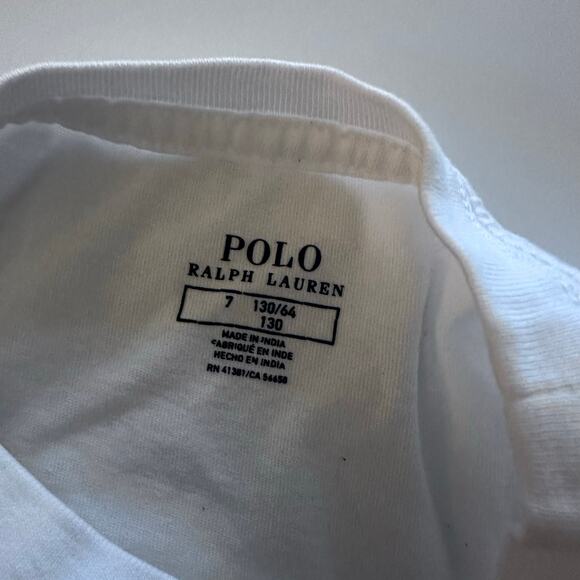 POLO
RALPH LAUREN
7 130/64
130
MADE IN INDIA
FABRIQUÉ EN INDE
HECHO EN INDIA
RN 41381/CA 56658